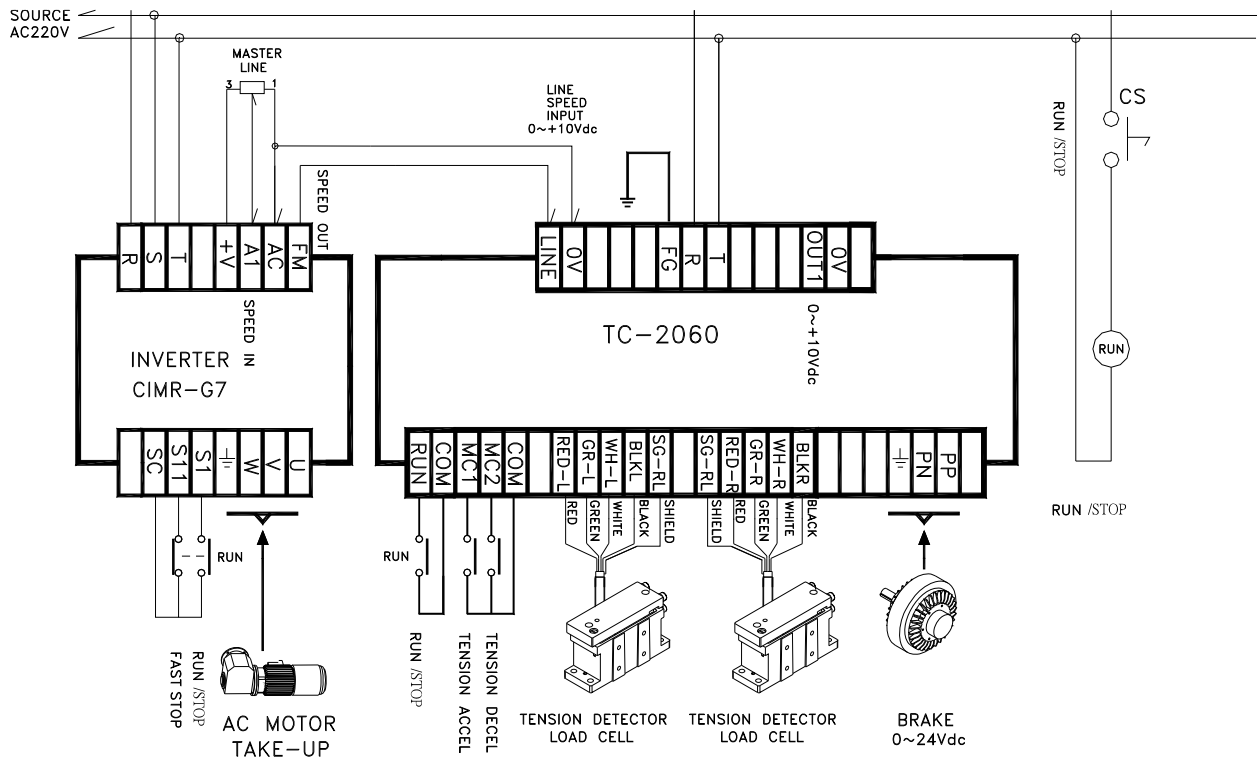 SOURCE
AC220V
MASTER
LINE
3
1
LINE
SPEED
INPUT
0~+10Vdc
CS
RUN /STOP
SPEED OUT
R
S
T
+V
A1
AC
FM
LINE
0V
FG
R
T
OUT1
0V
SPEED IN
0~+10Vdc
TC-2060
RUN
INVERTER
CIMR-G7
SC
S11
S1
W
V
U
RUN
COM
MC1
MC2
COM
RED-L
GR-L
WH-L
BLKL
SG-RL
SG-RL
RED-R
GR-R
WH-R
BLKR
PN
PP
RED
GREEN
WHITE
BLACK
SHIELD
SHIELD
RED
GREEN
WHITE
BLACK
RUN /STOP
RUN
RUN
FAST STOP
RUN /STOP
RUN /STOP
TENSION ACCEL
TENSION DECEL
AC MOTOR
TAKE-UP
TENSION DETECTOR
LOAD CELL
TENSION DETECTOR
LOAD CELL
BRAKE
0~24Vdc